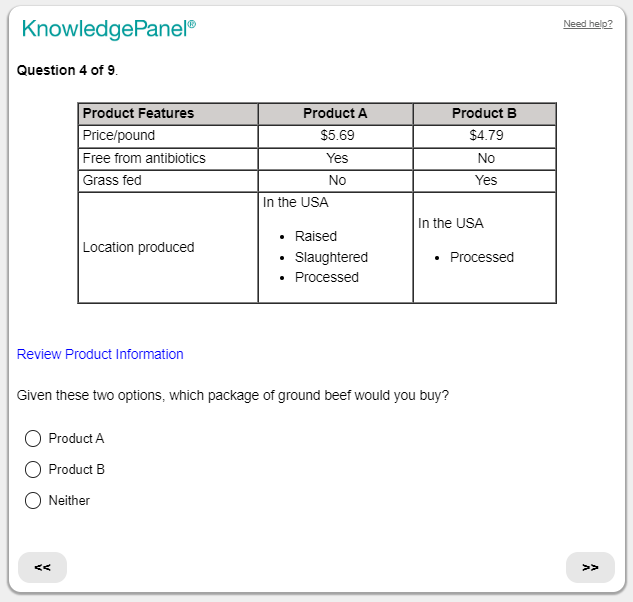 KnowledgePanel®
Need help?
Question 4 of 9.
Product Features Product A Product B
Price/pound $5.69 $4.79
Free from antibiotics Yes No
Grass fed No Yes
Location produced
In the USA
• Raised
• Slaughtered
• Processed
In the USA
• Processed
Review Product Information
Given these two options, which package of ground beef would you buy?
Product A
Product B
Neither
<<
>>